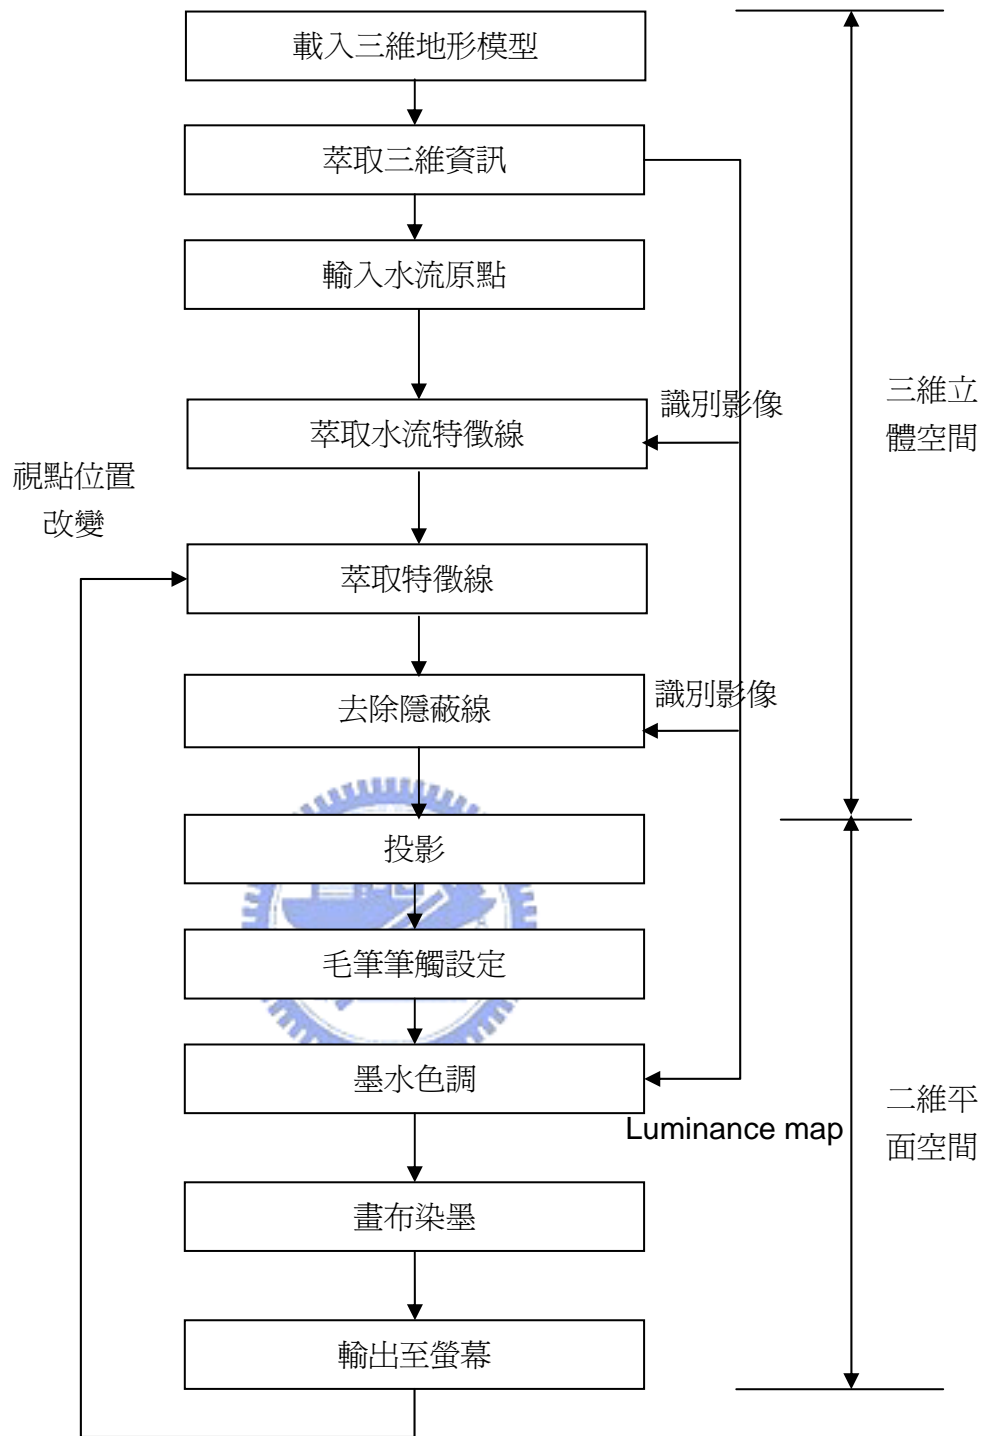 載入三維地形模型
萃取三維資訊
輸入水流原點
識別影像
萃取水流特徵線
三維立
體空間
視點位置
改變
萃取特徵線
識別影像
去除隱蔽線
投影
毛筆筆觸設定
墨水色調
Luminance map
二維平
面空間
畫布染墨
輸出至螢幕